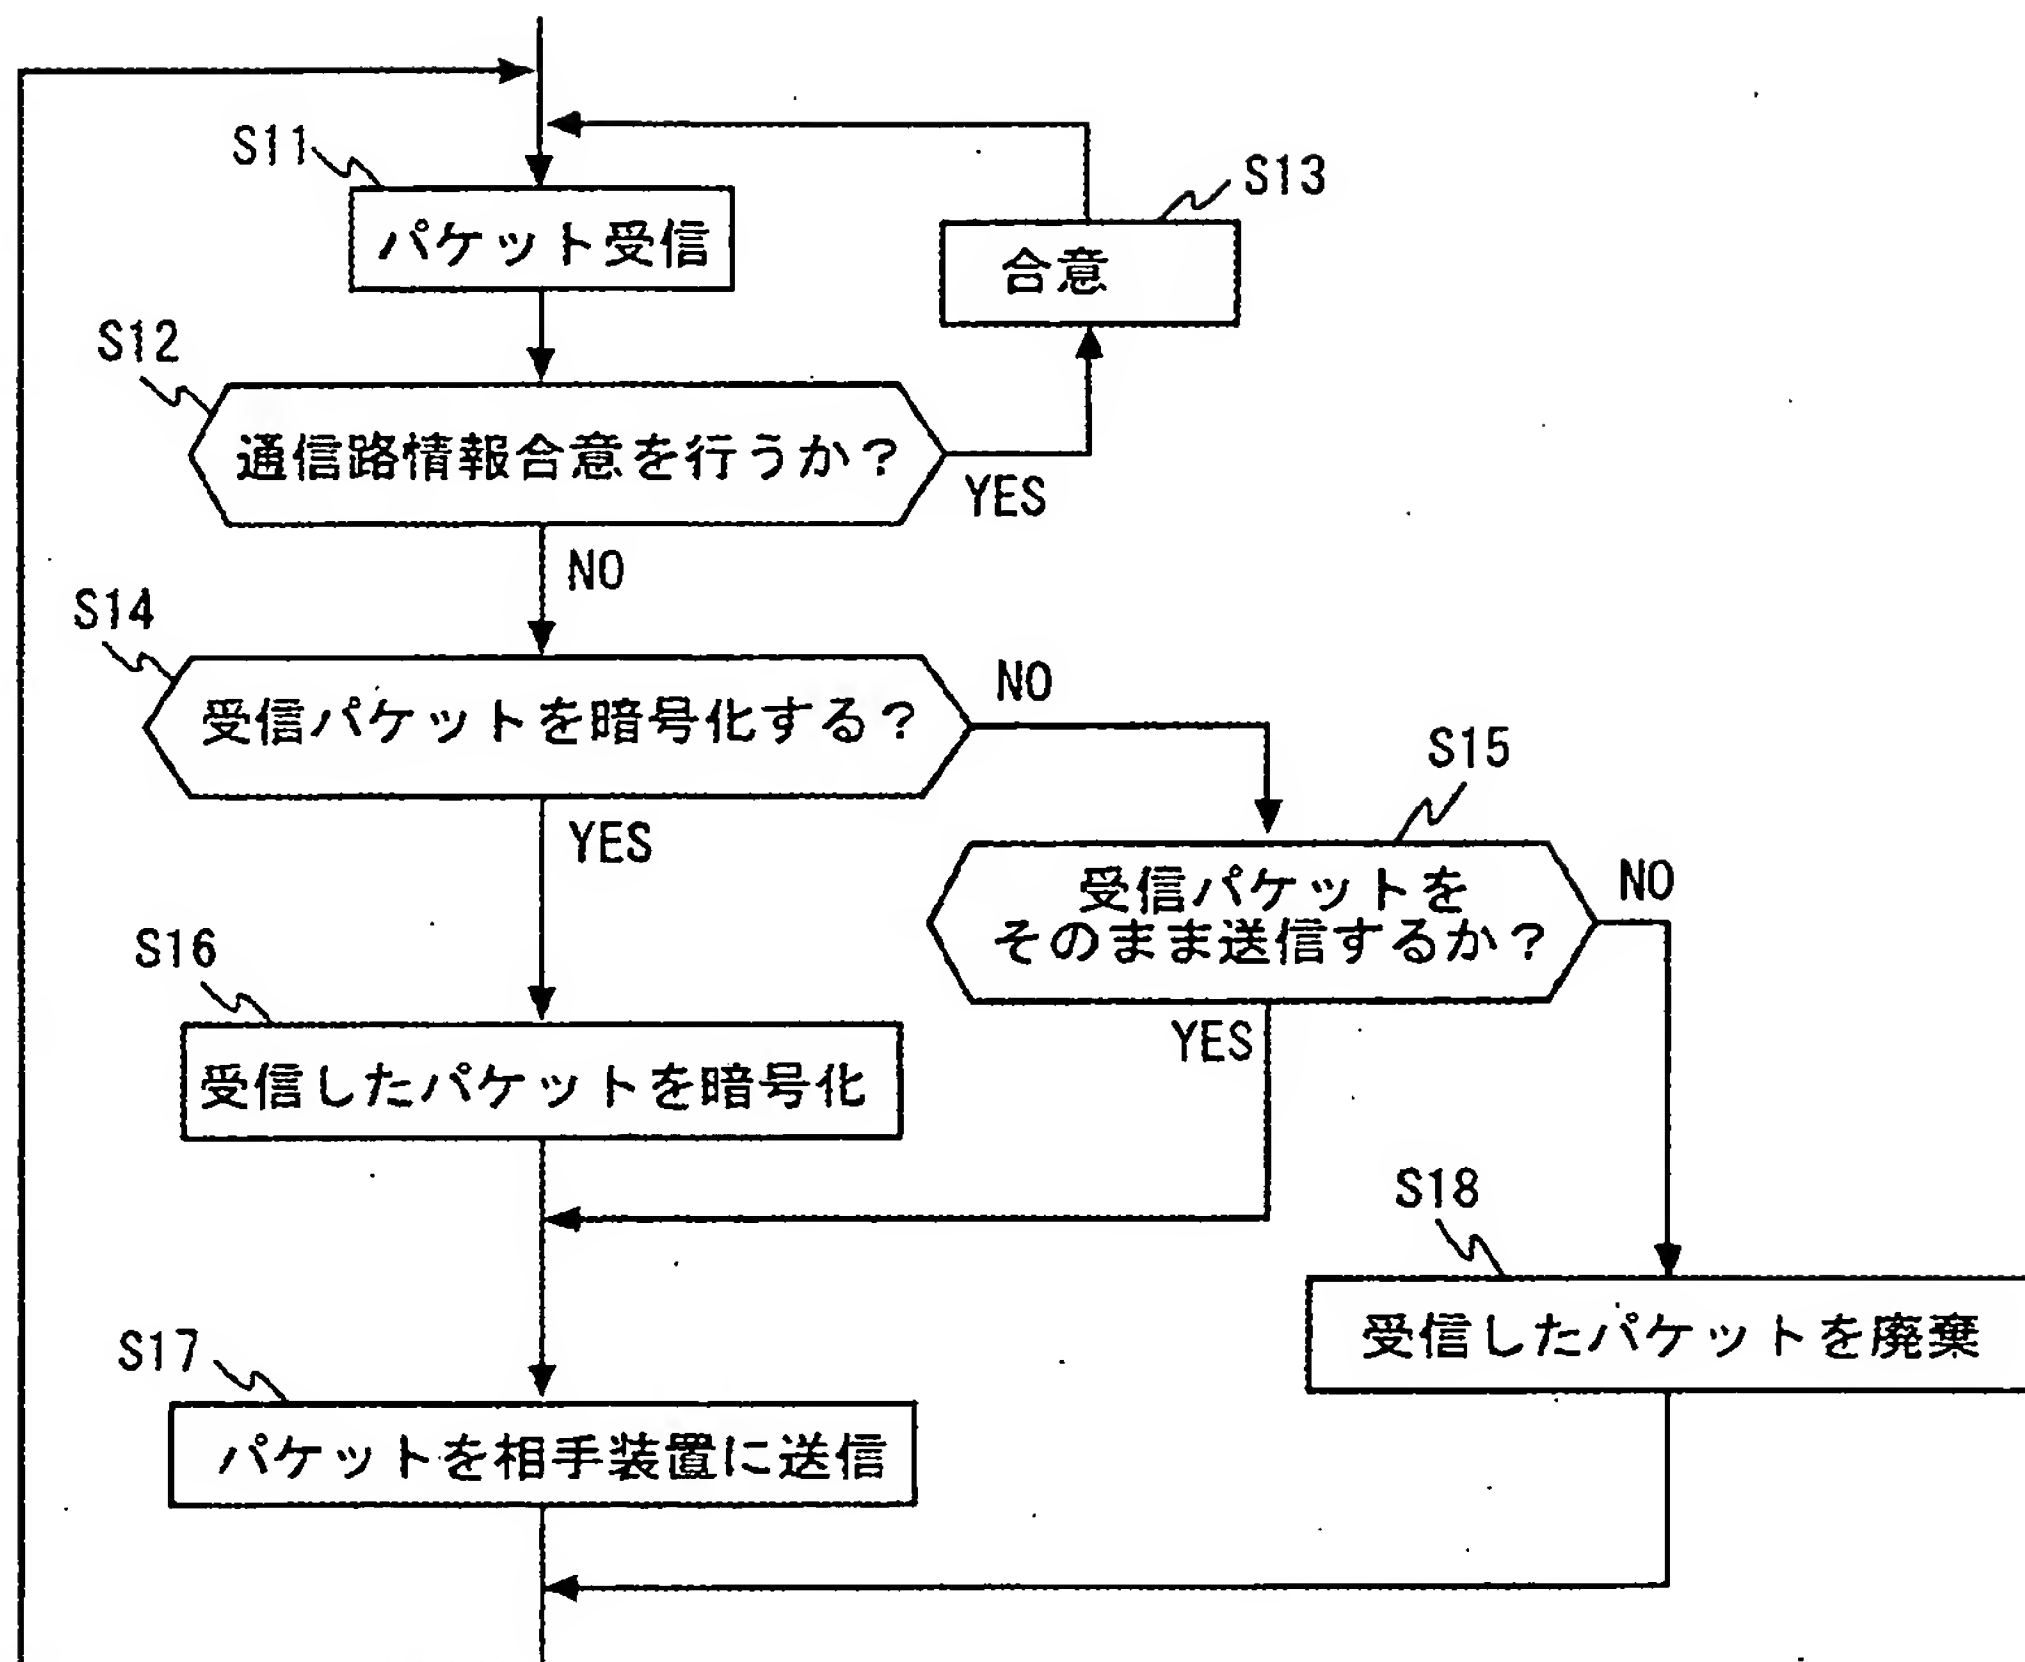 S11
パケット受信
S13
合意
S12
通信路情報合意を行うか？
YES
NO
S14
受信パケットを暗号化する？
NO
S15
YES
受信パケットを
そのまま送信するか？
NO
S16
YES
受信したパケットを暗号化
S18
受信したパケットを廃棄
S17
パケットを相手装置に送信